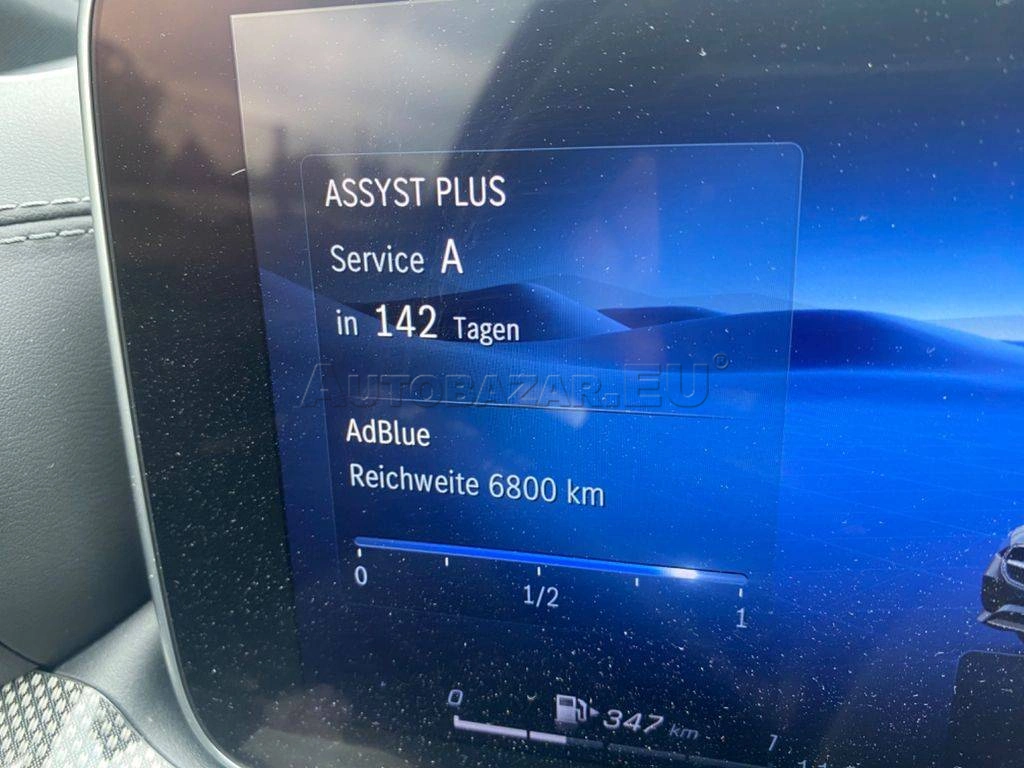 ASSYST PLUS
Service A
in 142 Tagen
AUTOBAZAR.EU®
AdBlue
Reichweite 6800 km
0 1/2 1
0 347 km 1